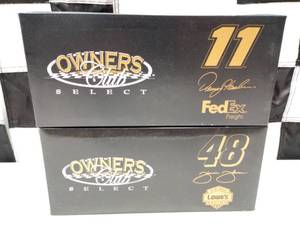 OWNERS
Club
SELECT
11
FedEx
Freight
OWNERS
Club
SELECT
48
Lowe's